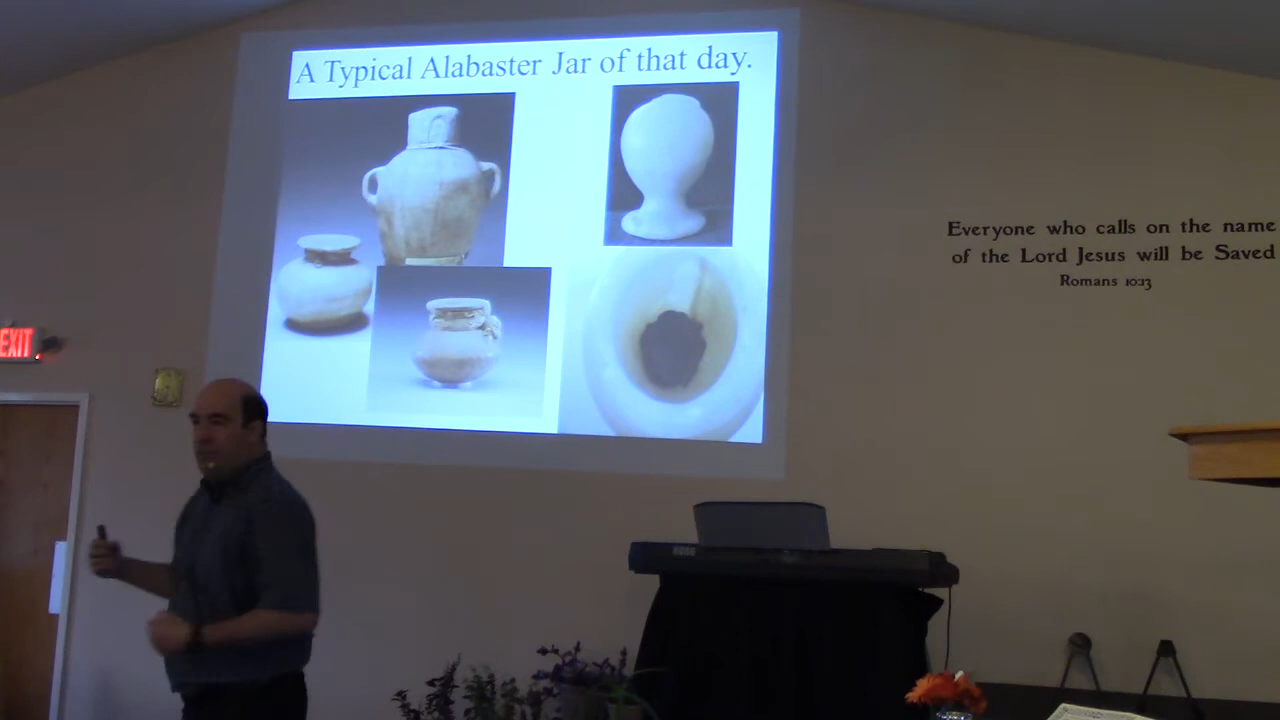 A Typical Alabaster Jar of that day.
Everyone who calls on the name
of the Lord Jesus will be Saved
Romans 10:13
EXIT
KORG